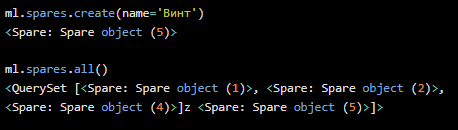 ml.spares.create(name='Винт')
<Spare: Spare object (5)>
ml.spares.all()
<QuerySet [<Spare: Spare object (1)>, <Spare: Spare object (2)>,
<Spare: Spare object (4)>]z <Spare: Spare object (5)>]>